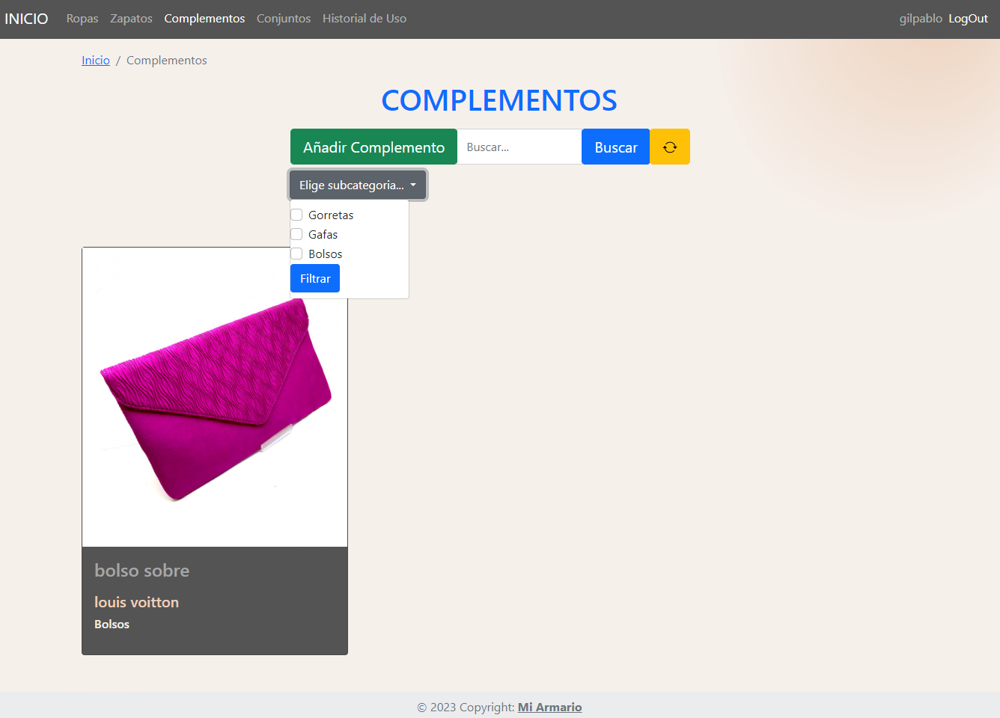 INICIO Ropas Zapatos Complementos Conjuntos Historial de Uso gilpablo LogOut
Inicio / Complementos
COMPLEMENTOS
Añadir Complemento Buscar... Buscar
Elige subcategoria...
Gorretas
Gafas
Bolsos
Filtrar
bolso sobre
louis voitton
Bolsos
© 2023 Copyright: Mi Armario